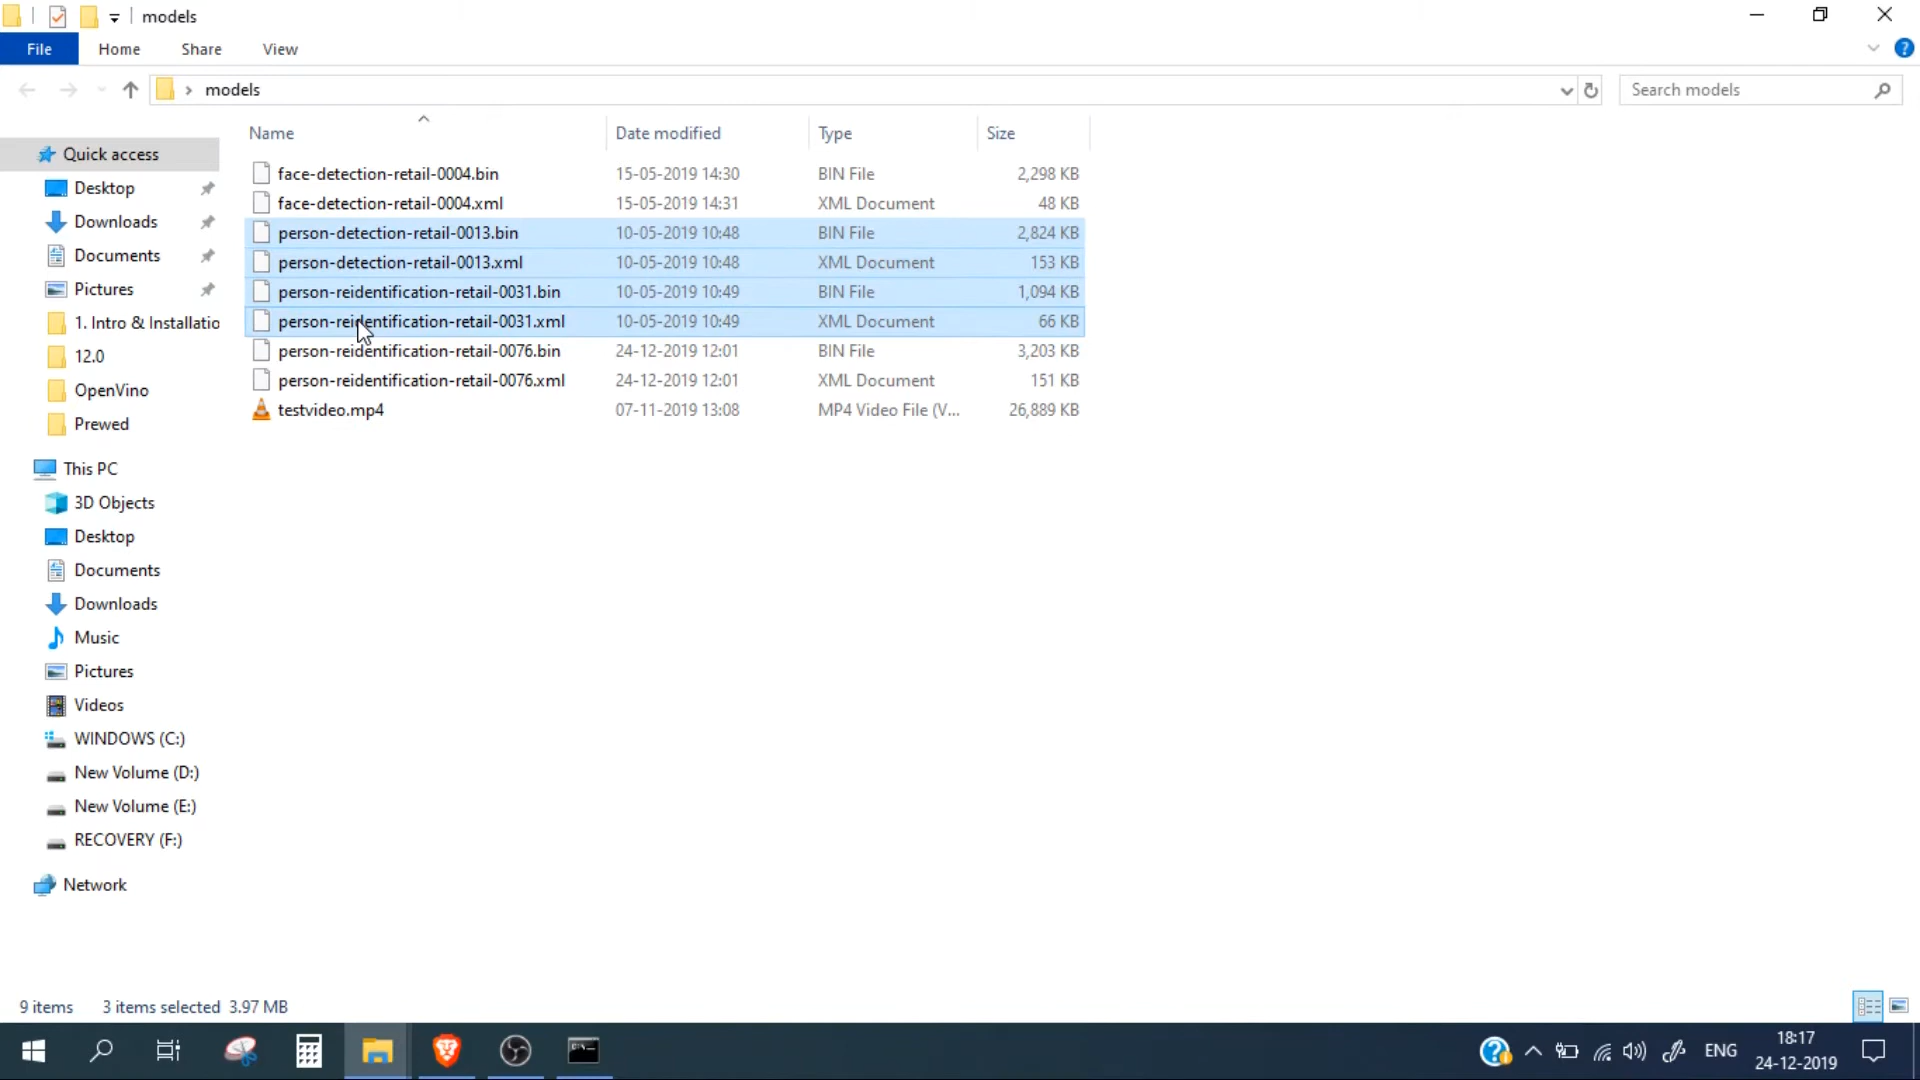 models
File Home Share View
models
Search models
Name Date modified Type Size
Quick access
Desktop
Downloads
Documents
Pictures
1. Intro & Installatio
12.0
OpenVino
Prewed
This PC
3D Objects
Desktop
Documents
Downloads
Music
Pictures
Videos
WINDOWS (C:)
New Volume (D:)
New Volume (E:)
RECOVERY (F:)
Network
face-detection-retail-0004.bin 15-05-2019 14:30 BIN File 2,298 KB
face-detection-retail-0004.xml 15-05-2019 14:31 XML Document 48 KB
person-detection-retail-0013.bin 10-05-2019 10:48 BIN File 2,824 KB
person-detection-retail-0013.xml 10-05-2019 10:48 XML Document 153 KB
person-reidentification-retail-0031.bin 10-05-2019 10:49 BIN File 1,094 KB
person-reidentification-retail-0031.xml 10-05-2019 10:49 XML Document 66 KB
person-reidentification-retail-0076.bin 24-12-2019 12:01 BIN File 3,203 KB
person-reidentification-retail-0076.xml 24-12-2019 12:01 XML Document 151 KB
testvideo.mp4 07-11-2019 13:08 MP4 Video File (V... 26,889 KB
9 items 3 items selected 3.97 MB
ENG
18:17
24-12-2019